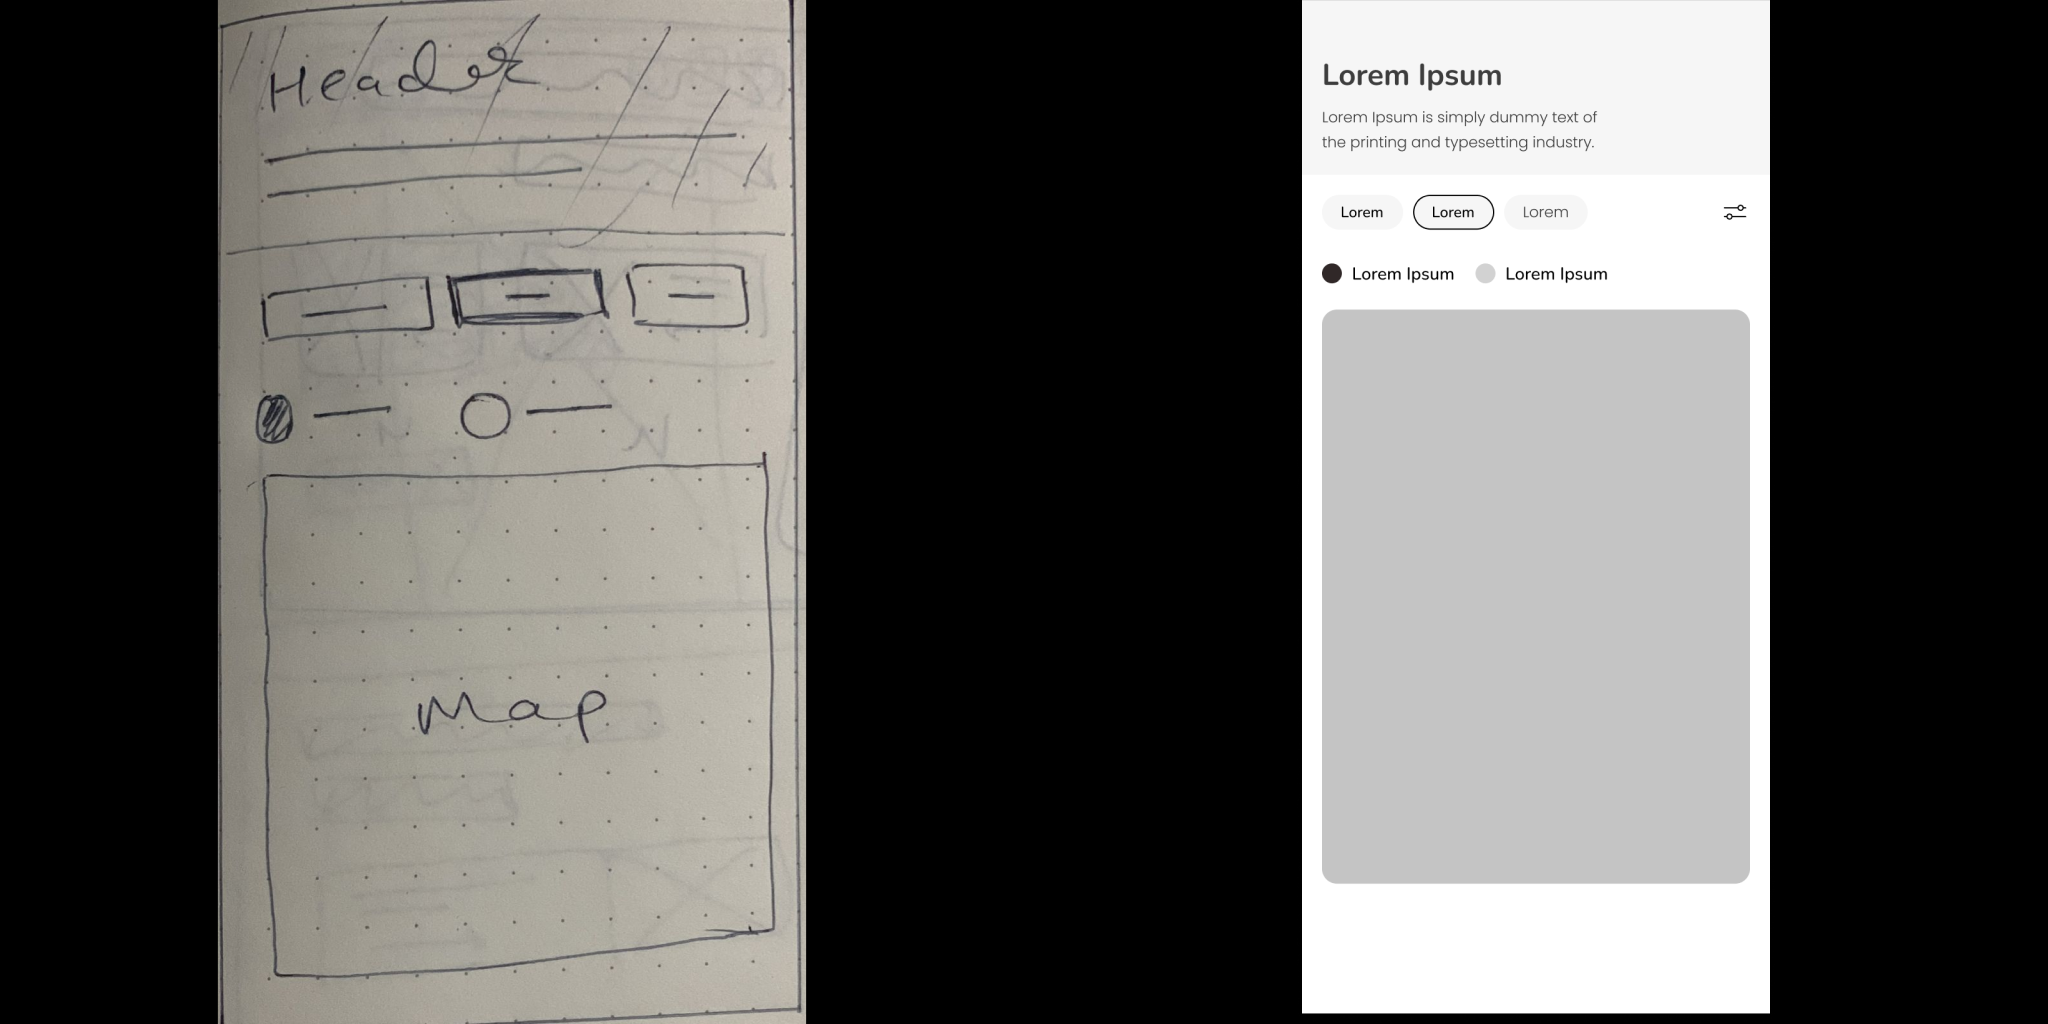 Header
Map
Lorem Ipsum
Lorem Ipsum is simply dummy text of
the printing and typesetting industry.
Lorem Lorem Lorem
Lorem Ipsum Lorem Ipsum